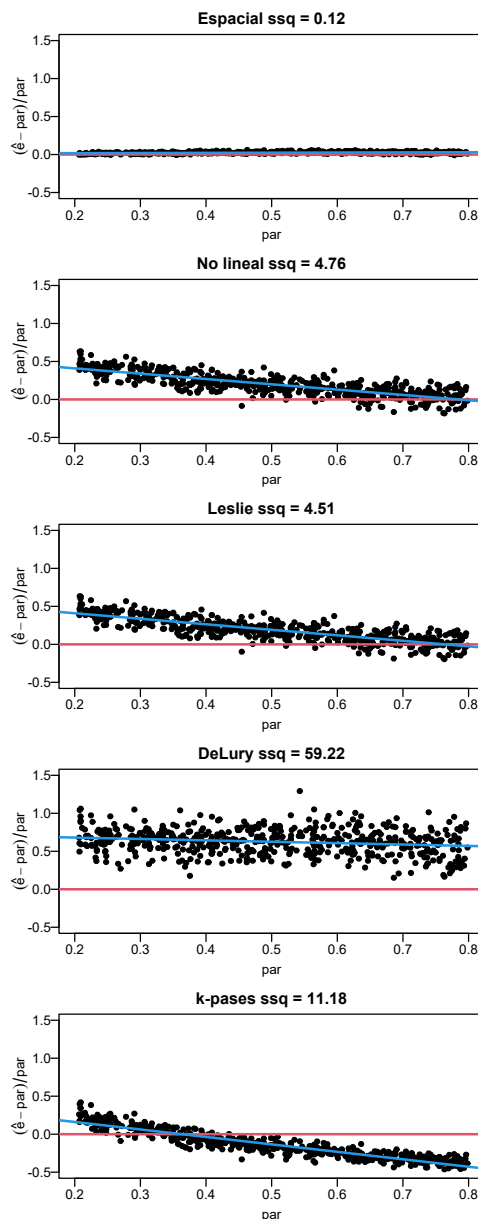 Espacial ssq = 0.12
1.5
1.0
0.5
0.0
-0.5
(ê − par)/par
0.2 0.3 0.4 0.5 0.6 0.7 0.8
par
No lineal ssq = 4.76
1.5
1.0
0.5
0.0
-0.5
(ê − par)/par
0.2 0.3 0.4 0.5 0.6 0.7 0.8
par
Leslie ssq = 4.51
1.5
1.0
0.5
0.0
-0.5
(ê − par)/par
0.2 0.3 0.4 0.5 0.6 0.7 0.8
par
DeLury ssq = 59.22
1.5
1.0
0.5
0.0
-0.5
(ê − par)/par
0.2 0.3 0.4 0.5 0.6 0.7 0.8
par
k-pases ssq = 11.18
1.5
1.0
0.5
0.0
-0.5
(ê − par)/par
0.2 0.3 0.4 0.5 0.6 0.7 0.8
par